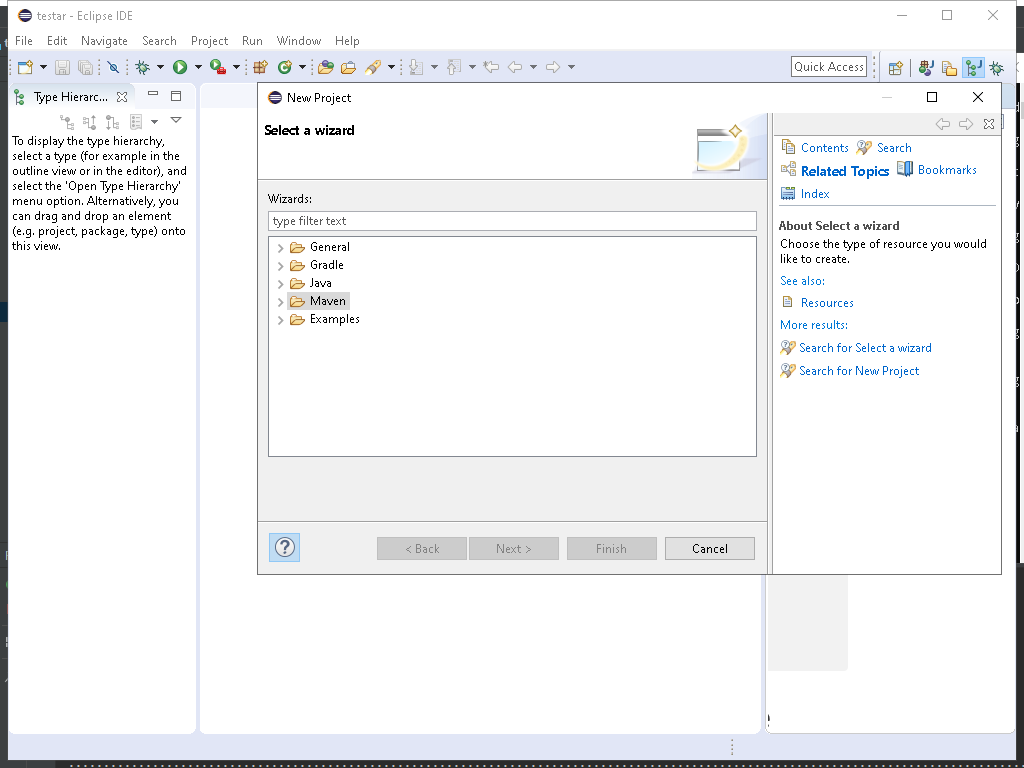 testar - Eclipse IDE
File Edit Navigate Search Project Run Window Help
Quick Access
Type Hierarc...
To display the type hierarchy,
select a type (for example in the
outline view or in the editor), and
select the 'Open Type Hierarchy'
menu option. Alternatively, you
can drag and drop an element
(e.g. project, package, type) onto
this view.
New Project
Select a wizard
Wizards:
type filter text
General
Gradle
Java
Maven
Examples
?
< Back
Next >
Finish
Cancel
Contents
Search
Related Topics
Bookmarks
Index
About Select a wizard
Choose the type of resource you would
like to create.
See also:
Resources
More results:
Search for Select a wizard
Search for New Project